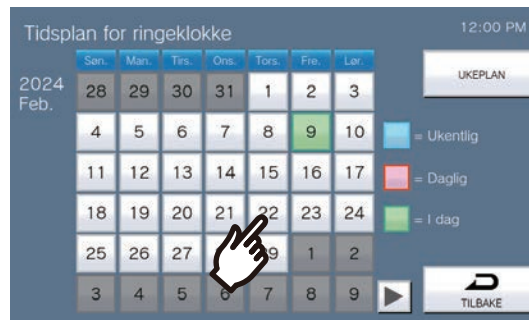 Tidsplan for ringeklokke
12:00 PM
2024
Feb.
Søn. Man. Tirs. Ons. Tors. Fre. Lør.
28 29 30 31 1 2 3
4 5 6 7 8 9 10
11 12 13 14 15 16 17
18 19 20 21 22 23 24
25 26 27 1 2
3 4 5 6 7 8 9
UKEPLAN
= Ukentlig
= Daglig
= I dag
TILBAKE